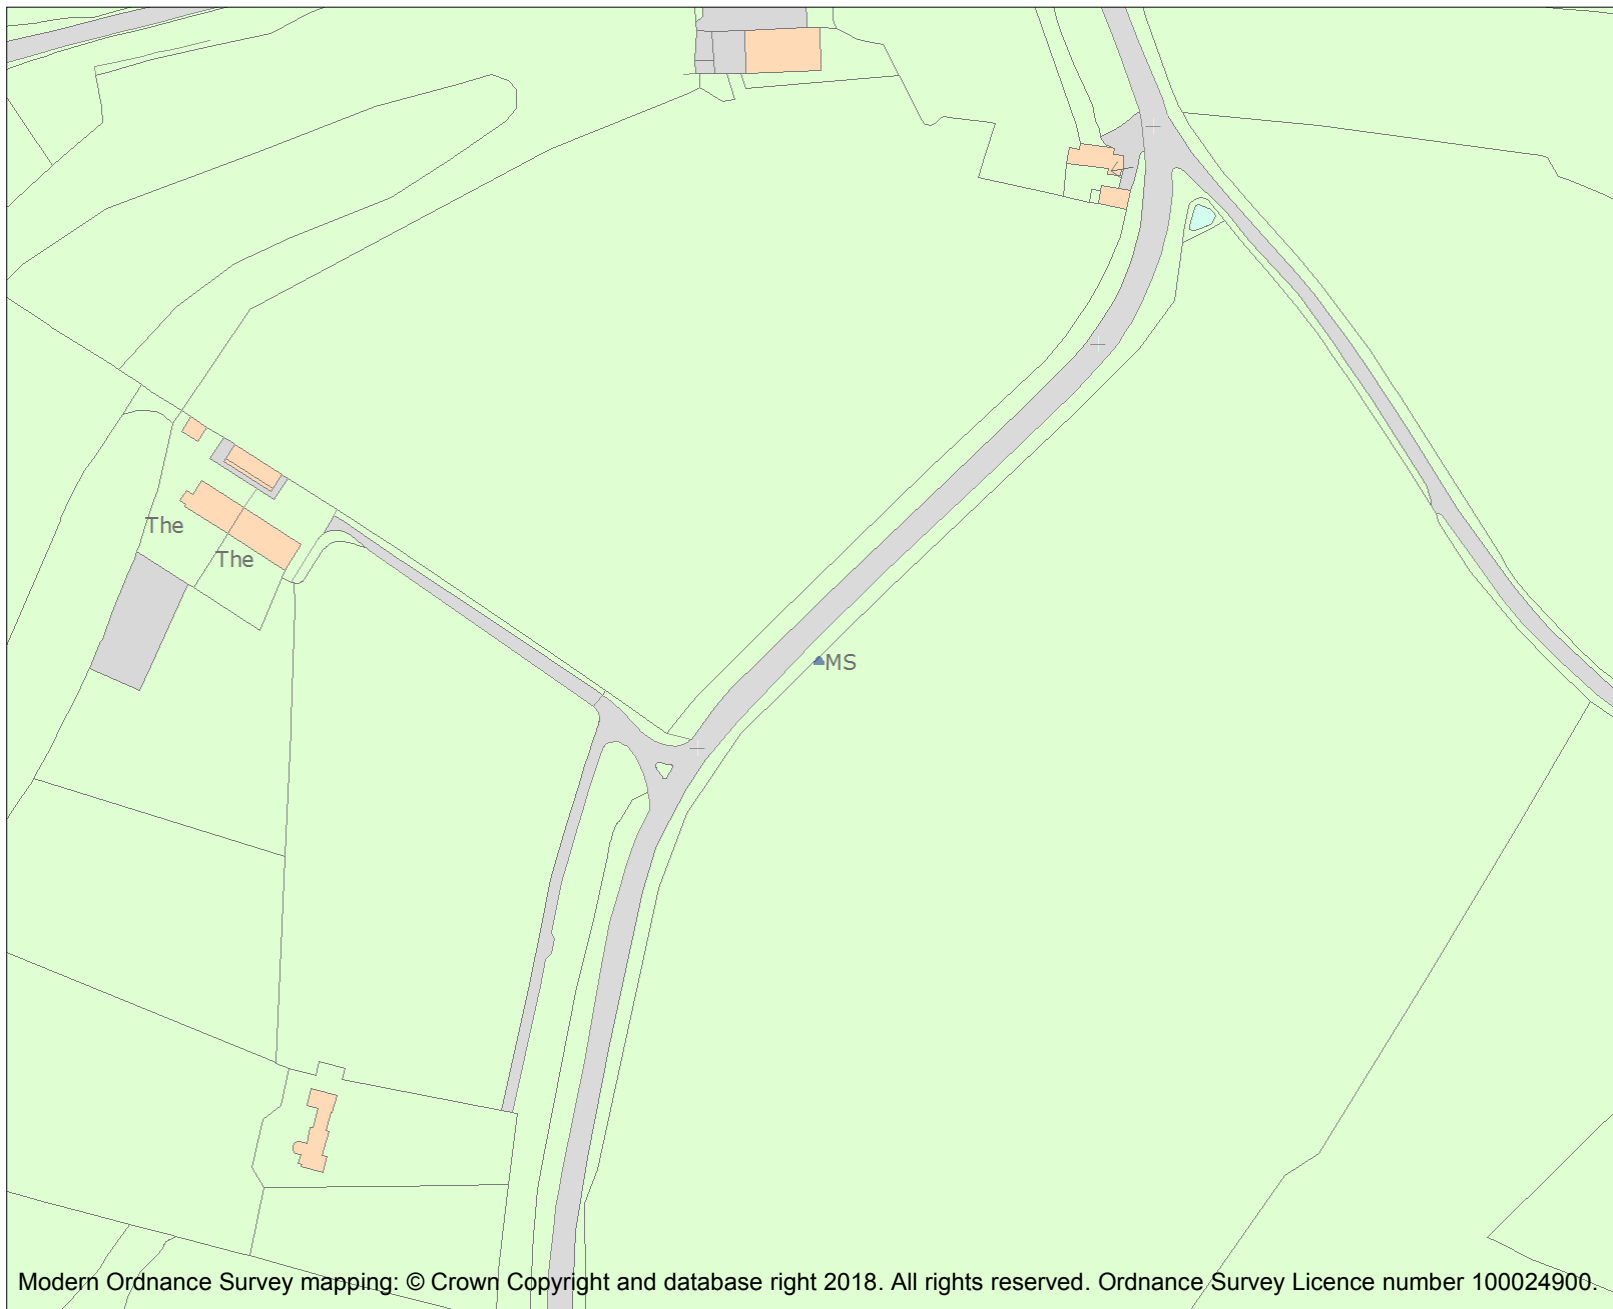 The
The
MS
Modern Ordnance Survey mapping: © Crown Copyright and database right 2018. All rights reserved. Ordnance Survey Licence number 100024900.